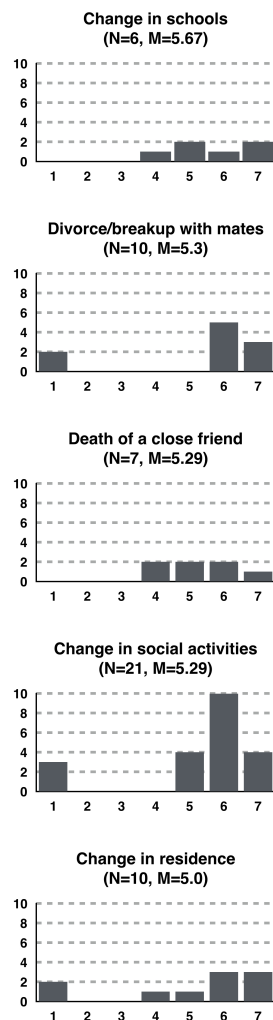 Change in schools
(N=6, M=5.67)
10
8
6
4
2
0
1 2 3 4 5 6 7
Divorce/breakup with mates
(N=10, M=5.3)
10
8
6
4
2
0
1 2 3 4 5 6 7
Death of a close friend
(N=7, M=5.29)
10
8
6
4
2
0
1 2 3 4 5 6 7
Change in social activities
(N=21, M=5.29)
10
8
6
4
2
0
1 2 3 4 5 6 7
Change in residence
(N=10, M=5.0)
10
8
6
4
2
0
1 2 3 4 5 6 7